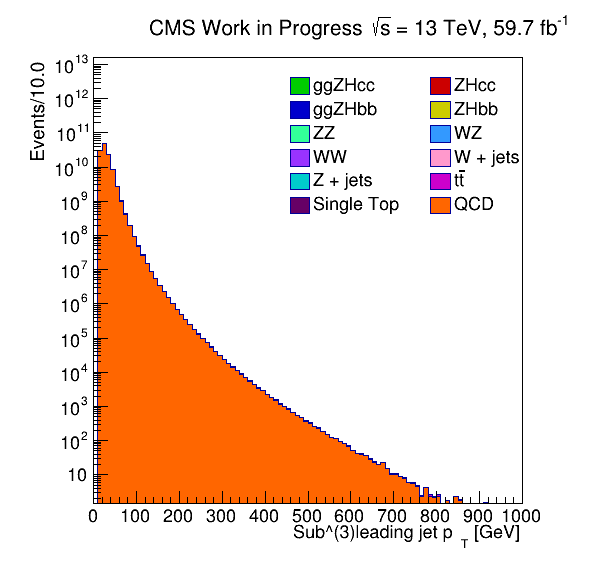 CMS Work in Progress √s = 13 TeV, 59.7 fb⁻¹
Events/10.0
10¹³
10¹²
10¹¹
10¹⁰
10⁹
10⁸
10⁷
10⁶
10⁵
10⁴
10³
10²
10
ggZHcc ZHcc
ggZHbb ZHbb
ZZ WZ
WW W + jets
Z + jets tt̄
Single Top QCD
0 100 200 300 400 500 600 700 800 900 1000
Sub^(3)leading jet p_T [GeV]